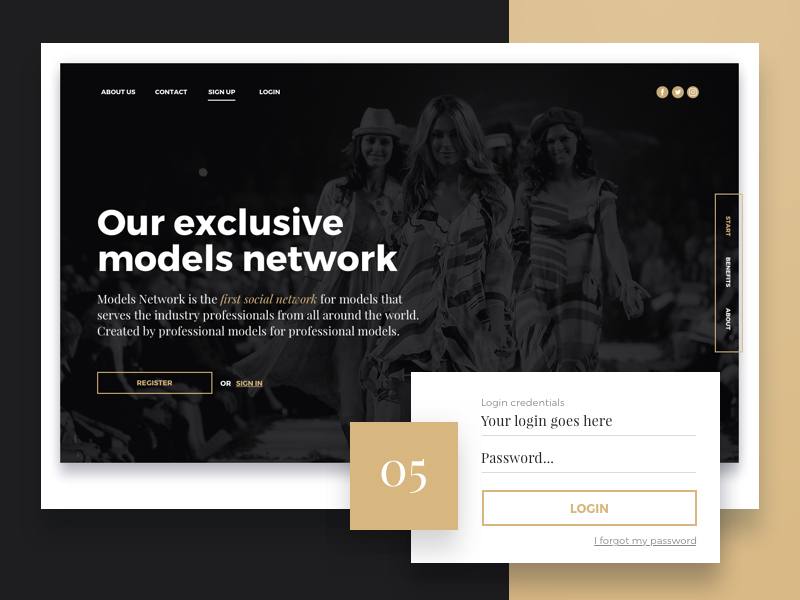 ABOUT US CONTACT SIGN UP LOGIN
Our exclusive
models network
Models Network is the first social network for models that
serves the industry professionals from all around the world.
Created by professional models for professional models.
REGISTER OR SIGN IN
START
BENEFITS
ABOUT
05
Login credentials
Your login goes here
Password...
LOGIN
I forgot my password